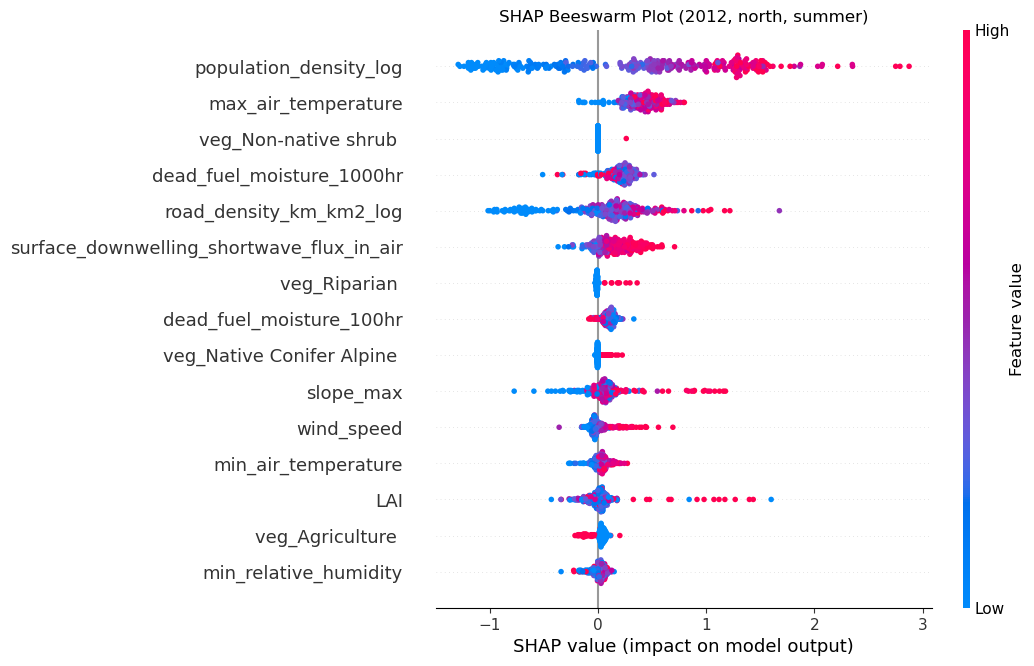 SHAP Beeswarm Plot (2012, north, summer)
High
population_density_log
max_air_temperature
veg_Non-native shrub
dead_fuel_moisture_1000hr
road_density_km_km2_log
surface_downwelling_shortwave_flux_in_air
veg_Riparian
dead_fuel_moisture_100hr
veg_Native Conifer Alpine
slope_max
wind_speed
min_air_temperature
LAI
veg_Agriculture
min_relative_humidity
Feature value
Low
−1 0 1 2 3
SHAP value (impact on model output)